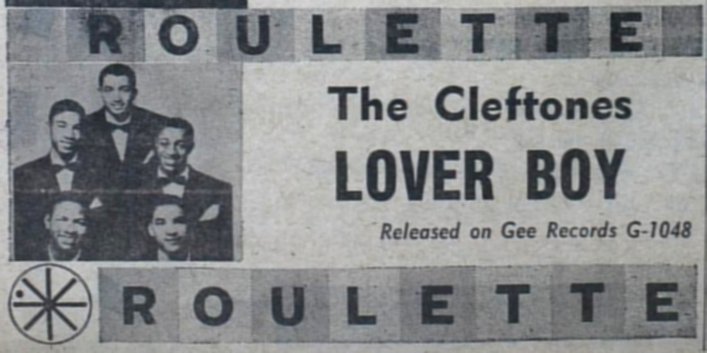 ROULETTE
The Cleftones
LOVER BOY
Released on Gee Records G-1048
ROULETTE